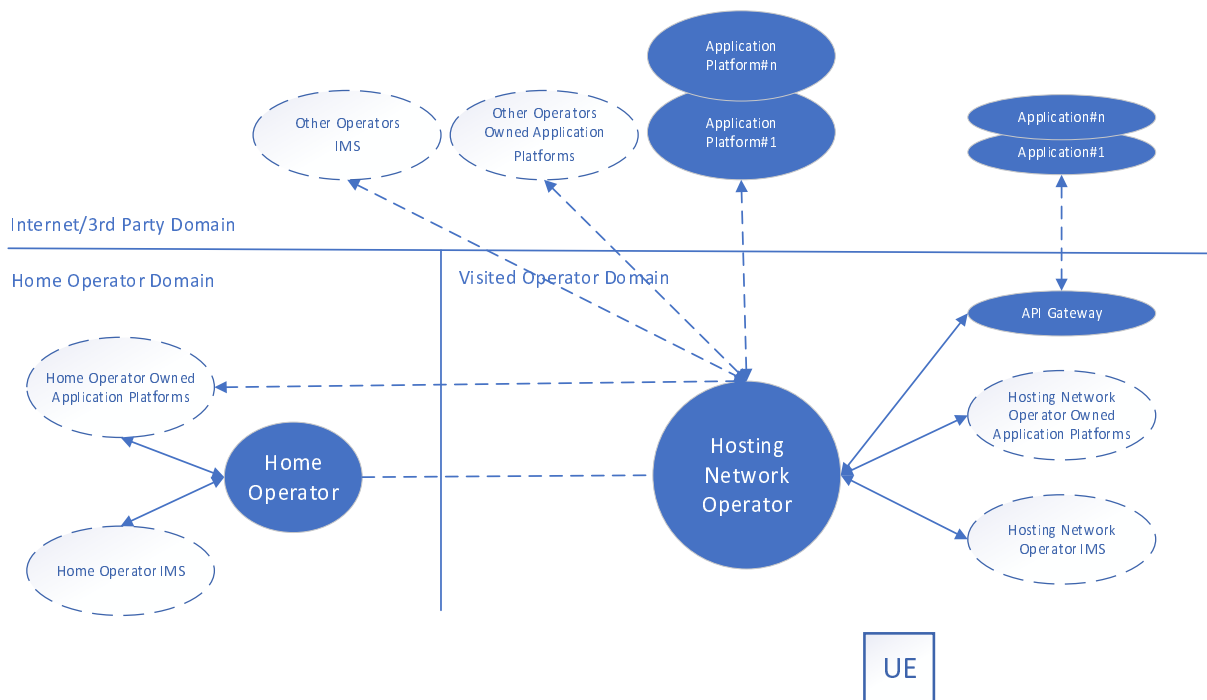 Application
Platform#n
Application
Platform#1
Other Operators
IMS
Other Operators
Owned Application
Platforms
Application#n
Application#1
Internet/3rd Party Domain
Home Operator Domain
Visited Operator Domain
API Gateway
Home Operator Owned
Application Platforms
Hosting Network
Operator Owned
Application Platforms
Home
Operator
Hosting
Network
Operator
Hosting Network
Operator IMS
Home Operator IMS
UE